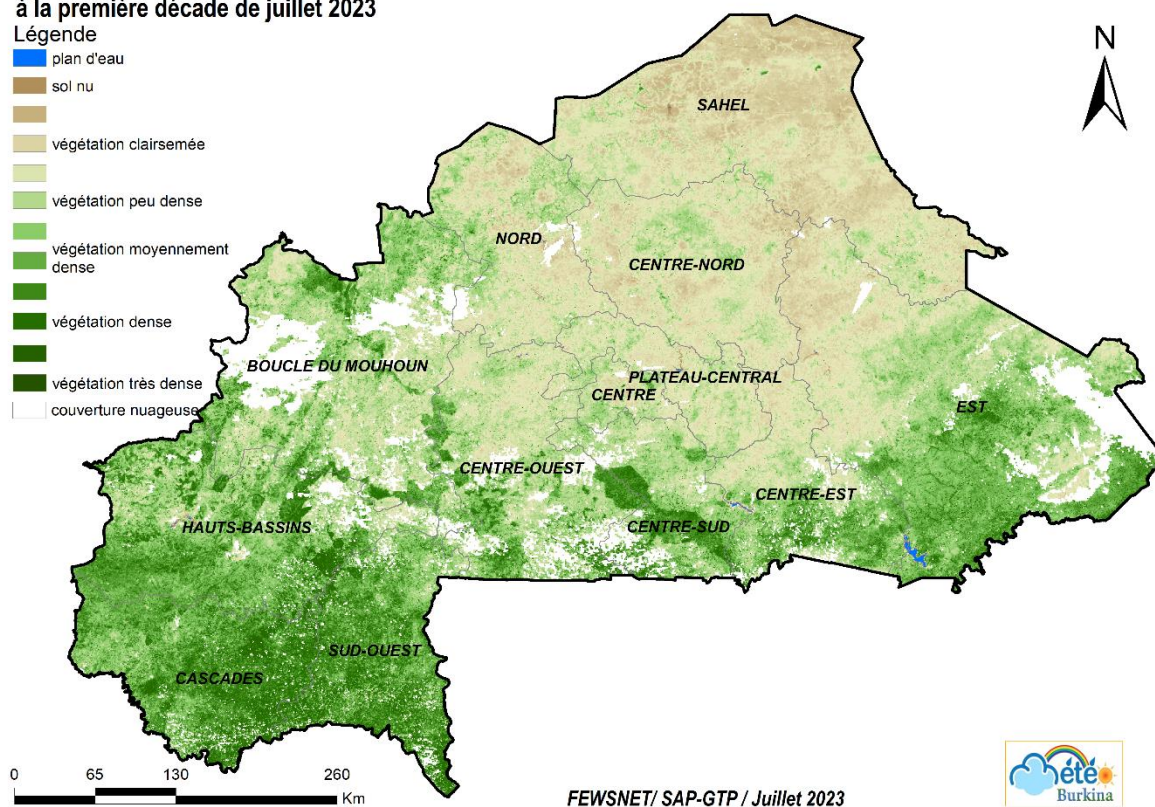 à la première décade de juillet 2023
Légende
plan d'eau
sol nu
végétation clairsemée
végétation peu dense
végétation moyennement
dense
végétation dense
végétation très dense
couverture nuageuse
N
SAHEL
NORD
CENTRE-NORD
BOUCLE DU MOUHOUN
PLATEAU-CENTRAL
CENTRE
EST
CENTRE-OUEST
CENTRE-EST
HAUTS-BASSINS
CENTRE-SUD
SUD-OUEST
CASCADES
0 65 130 260
Km
FEWSNET/ SAP-GTP / Juillet 2023
étéo
Burkina